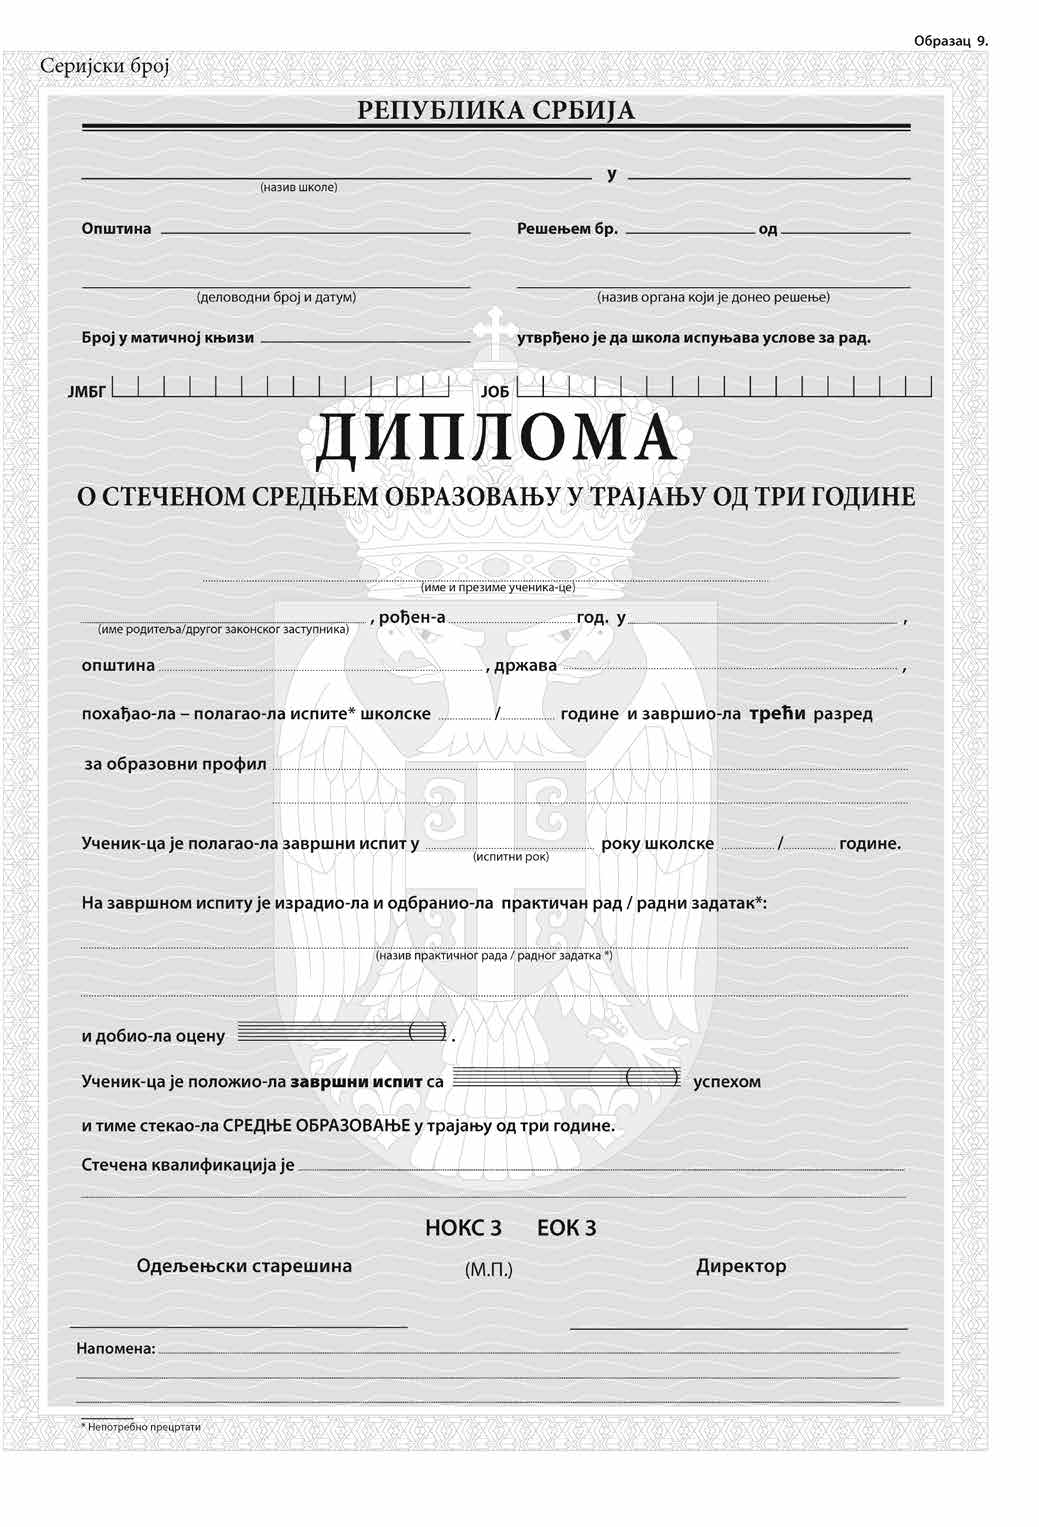 Образац 9.
Серијски број
РЕПУБЛИКА СРБИЈА
у
(назив школе)
Општина Решењем бр. од
(деловодни број и датум) (назив органа који је донео решење)
Број у матичној књизи утврђено је да школа испуњава услове за рад.
ЈМБГ ЈОБ
ДИПЛОМА
О СТЕЧЕНОМ СРЕДЊЕМ ОБРАЗОВАЊУ У ТРАЈАЊУ ОД ТРИ ГОДИНЕ
(име и презиме ученика-це)
, рођен-а год. у ,
(име родитеља/другог законског заступника)
општина , држава ,
похађао-ла – полагао-ла испите* школске / године и завршио-ла трећи разред
за образовни профил
Ученик-ца је полагао-ла завршни испит у року школске / године.
(испитни рок)
На завршном испиту је израдио-ла и одбранио-ла практичан рад / радни задатак*:
(назив практичног рада / радног задатка *)
и добио-ла оцену ( ) .
Ученик-ца је положио-ла завршни испит са ( ) успехом
и тиме стекао-ла СРЕДЊЕ ОБРАЗОВАЊЕ у трајању од три године.
Стечена квалификација је
НОКС 3 ЕОК 3
Одељењски старешина (М.П.) Директор
Напомена:
* Непотребно прецртати